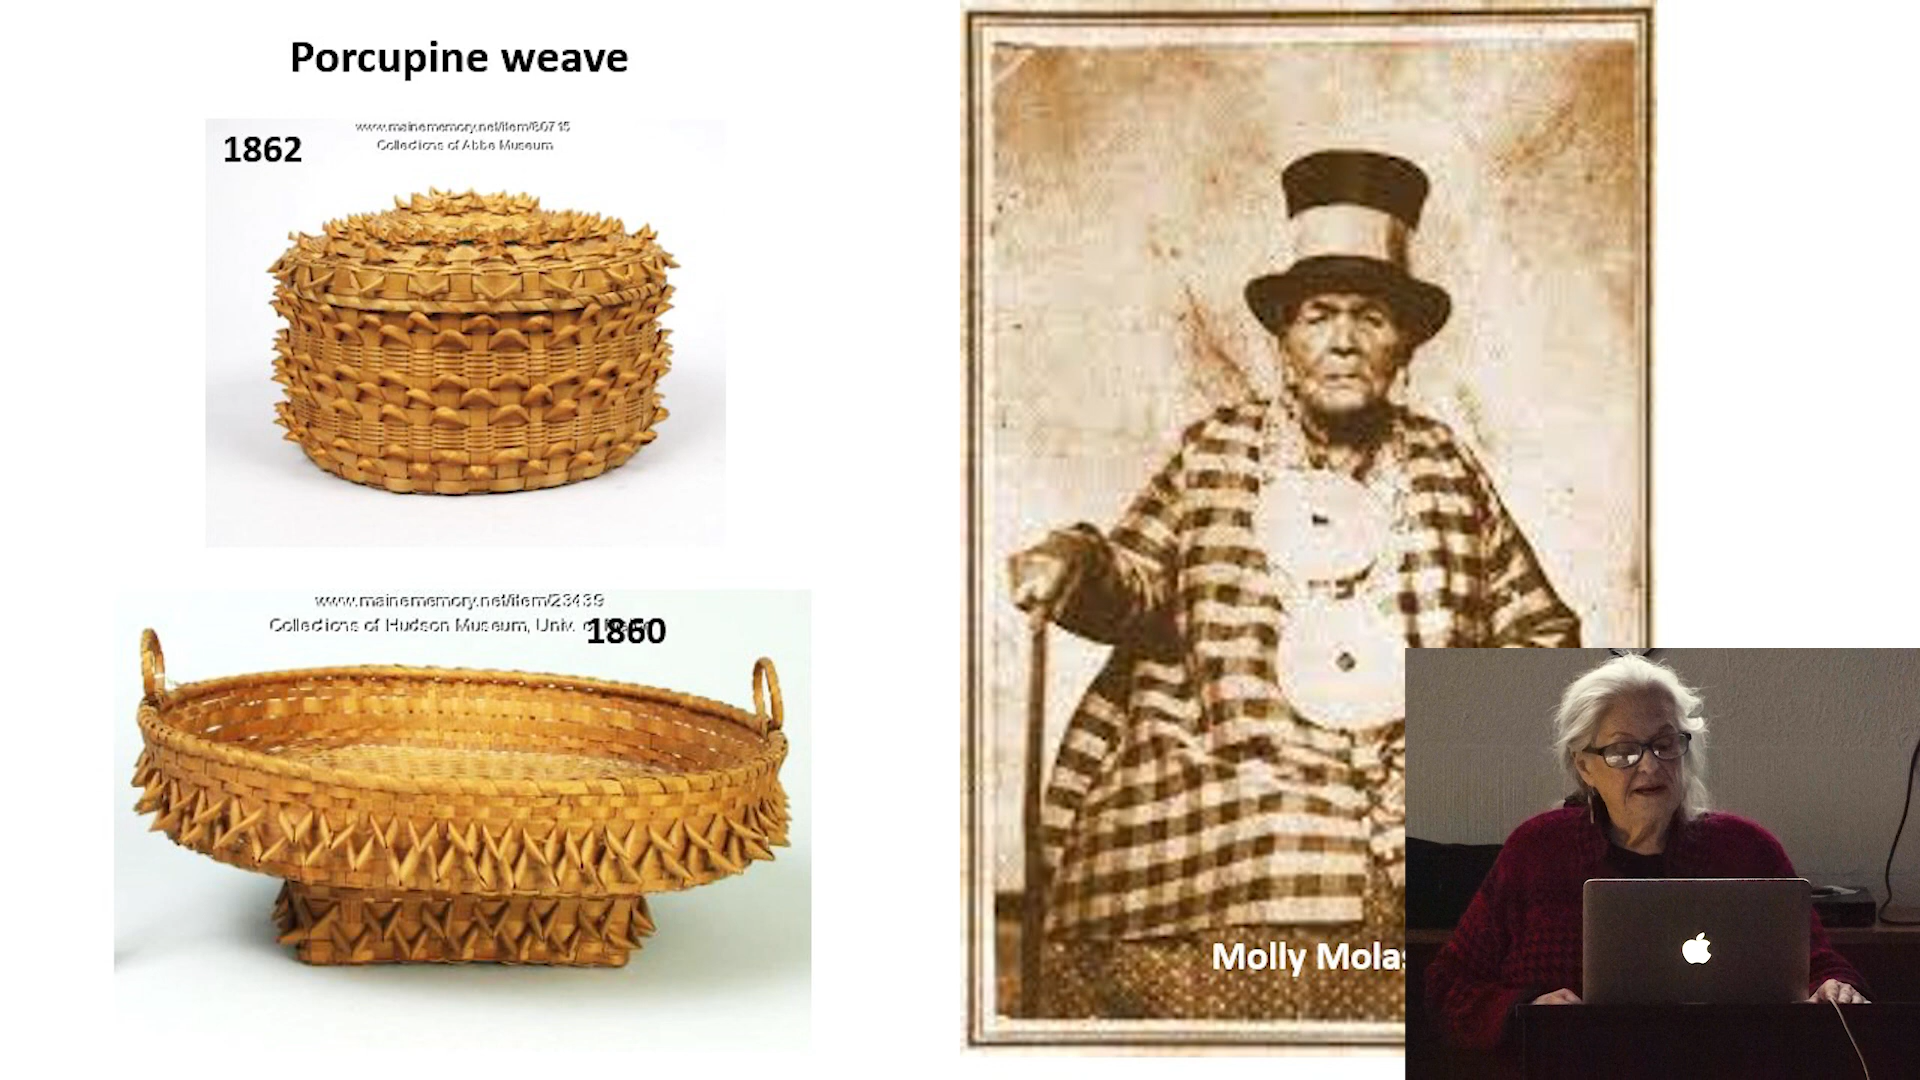 Porcupine weave
1862
www.mainememory.net/item/80715
Collections of Abbe Museum
www.mainememory.net/item/23439
Collections of Hudson Museum, Univ.
1860
Molly Molas